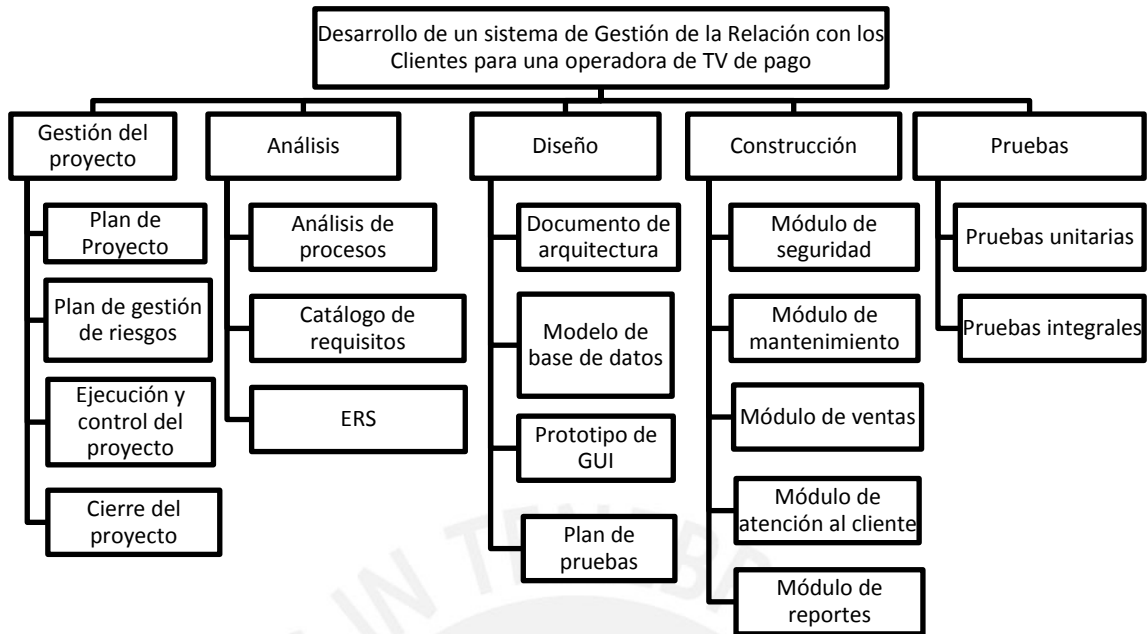 Desarrollo de un sistema de Gestión de la Relación con los
Clientes para una operadora de TV de pago
Gestión del
proyecto
Plan de
Proyecto
Plan de gestión
de riesgos
Ejecución y
control del
proyecto
Cierre del
proyecto
Análisis
Análisis de
procesos
Catálogo de
requisitos
ERS
Diseño
Documento de
arquitectura
Modelo de
base de datos
Prototipo de
GUI
Plan de
pruebas
Construcción
Módulo de
seguridad
Módulo de
mantenimiento
Módulo de ventas
Módulo de
atención al cliente
Módulo de
reportes
Pruebas
Pruebas unitarias
Pruebas integrales
IN